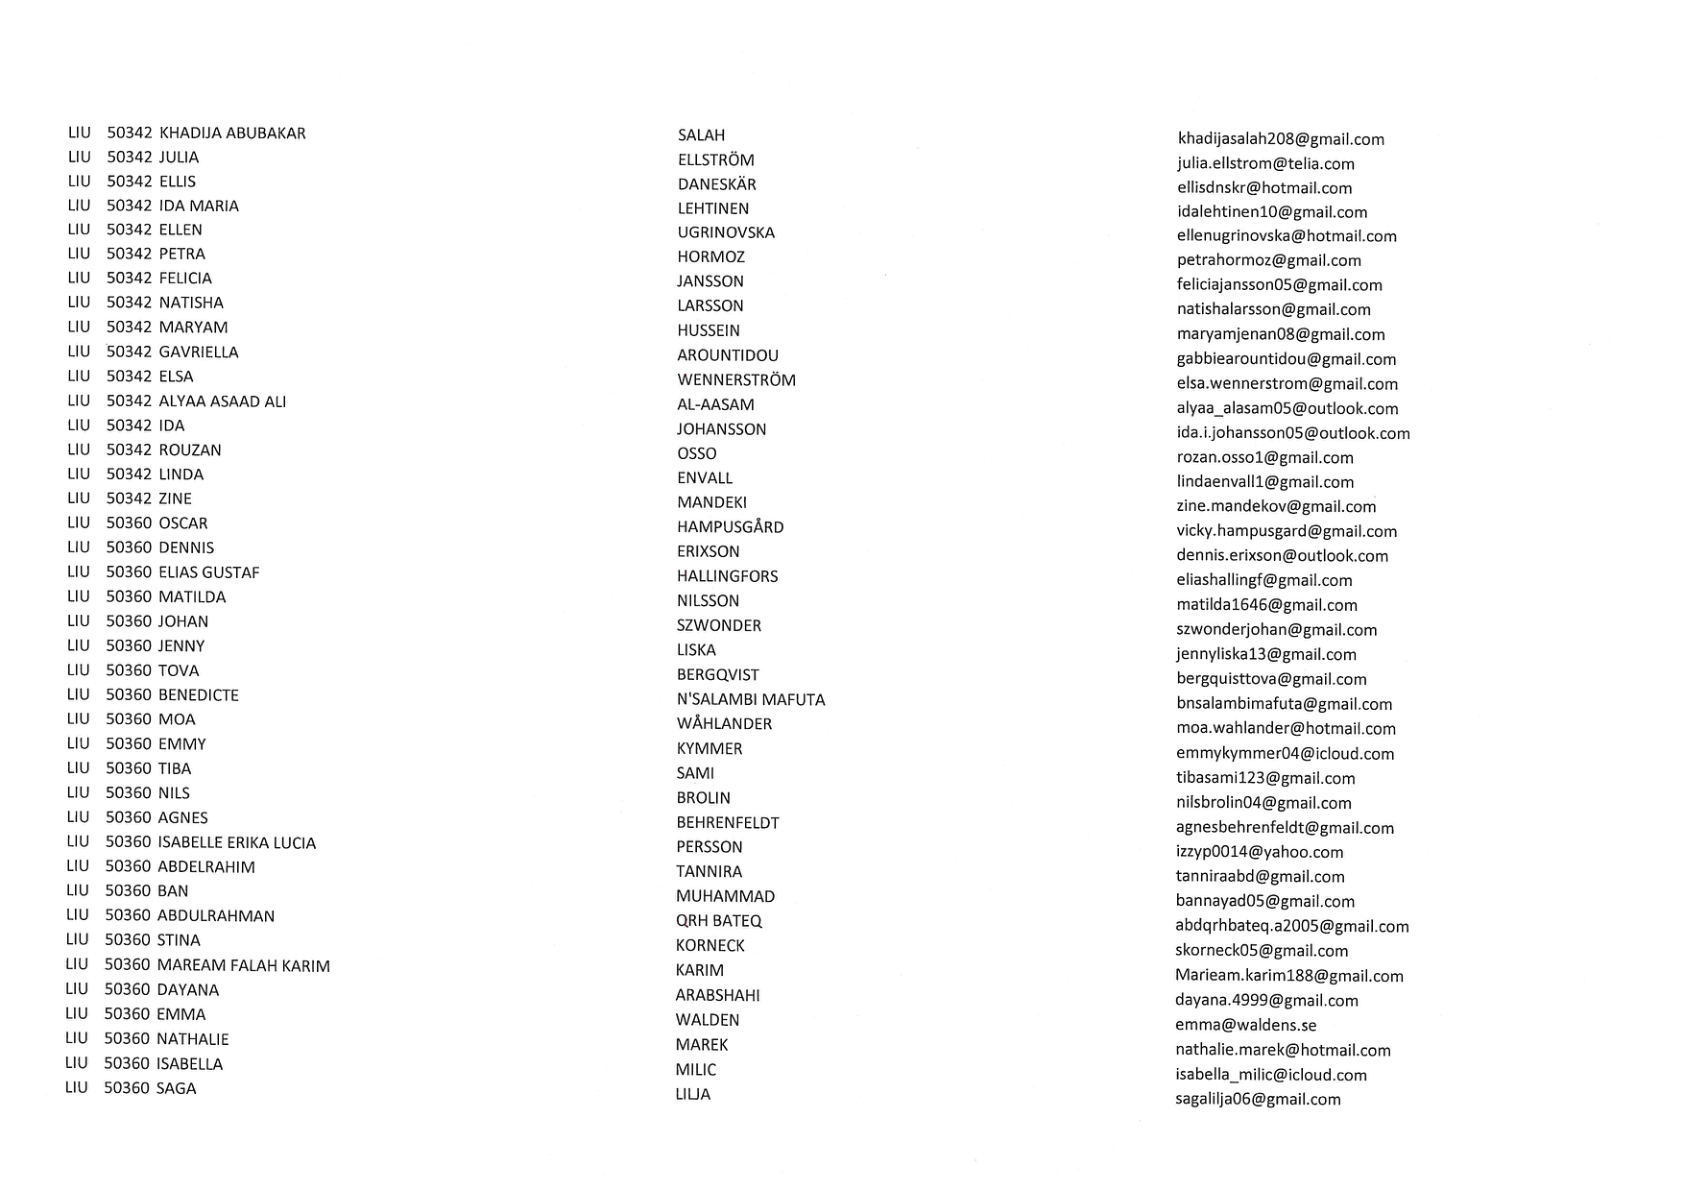 LIU 50342 KHADIJA ABUBAKAR SALAH khadijasalah208@gmail.com
LIU 50342 JULIA ELLSTRÖM julia.ellstrom@telia.com
LIU 50342 ELLIS DANESKÄR ellisdnskr@hotmail.com
LIU 50342 IDA MARIA LEHTINEN idalehtinen10@gmail.com
LIU 50342 ELLEN UGRINOVSKA ellenugrinovska@hotmail.com
LIU 50342 PETRA HORMOZ petrahormoz@gmail.com
LIU 50342 FELICIA JANSSON feliciajansson05@gmail.com
LIU 50342 NATISHA LARSSON natishalarsson@gmail.com
LIU 50342 MARYAM HUSSEIN maryamjenan08@gmail.com
LIU 50342 GAVRIELLA AROUNTIDOU gabbiearountidou@gmail.com
LIU 50342 ELSA WENNERSTRÖM elsa.wennerstrom@gmail.com
LIU 50342 ALYAA ASAAD ALI AL-AASAM alyaa_alasam05@outlook.com
LIU 50342 IDA JOHANSSON ida.i.johansson05@outlook.com
LIU 50342 ROUZAN OSSO rozan.osso1@gmail.com
LIU 50342 LINDA ENVALL lindaenvall1@gmail.com
LIU 50342 ZINE MANDEKI zine.mandekov@gmail.com
LIU 50360 OSCAR HAMPUSGÅRD vicky.hampusgard@gmail.com
LIU 50360 DENNIS ERIXSON dennis.erixson@outlook.com
LIU 50360 ELIAS GUSTAF HALLINGFORS eliashallingf@gmail.com
LIU 50360 MATILDA NILSSON matilda1646@gmail.com
LIU 50360 JOHAN SZWONDER szwonderjohan@gmail.com
LIU 50360 JENNY LISKA jennyliska13@gmail.com
LIU 50360 TOVA BERGQVIST bergquisttova@gmail.com
LIU 50360 BENEDICTE N'SALAMBI MAFUTA bnsalambimafuta@gmail.com
LIU 50360 MOA WÅHLANDER moa.wahlander@hotmail.com
LIU 50360 EMMY KYMMER emmykymmer04@icloud.com
LIU 50360 TIBA SAMI tibasami123@gmail.com
LIU 50360 NILS BROLIN nilsbrolin04@gmail.com
LIU 50360 AGNES BEHRENFELDT agnesbehrenfeldt@gmail.com
LIU 50360 ISABELLE ERIKA LUCIA PERSSON izzyp0014@yahoo.com
LIU 50360 ABDELRAHIM TANNIRA tanniraabd@gmail.com
LIU 50360 BAN MUHAMMAD bannayad05@gmail.com
LIU 50360 ABDULRAHMAN QRH BATEQ abdqrhbateq.a2005@gmail.com
LIU 50360 STINA KORNECK skorneck05@gmail.com
LIU 50360 MAREAM FALAH KARIM KARIM Marieam.karim188@gmail.com
LIU 50360 DAYANA ARABSHAHI dayana.4999@gmail.com
LIU 50360 EMMA WALDEN emma@waldens.se
LIU 50360 NATHALIE MAREK nathalie.marek@hotmail.com
LIU 50360 ISABELLA MILIC isabella_milic@icloud.com
LIU 50360 SAGA LILJA sagalilja06@gmail.com